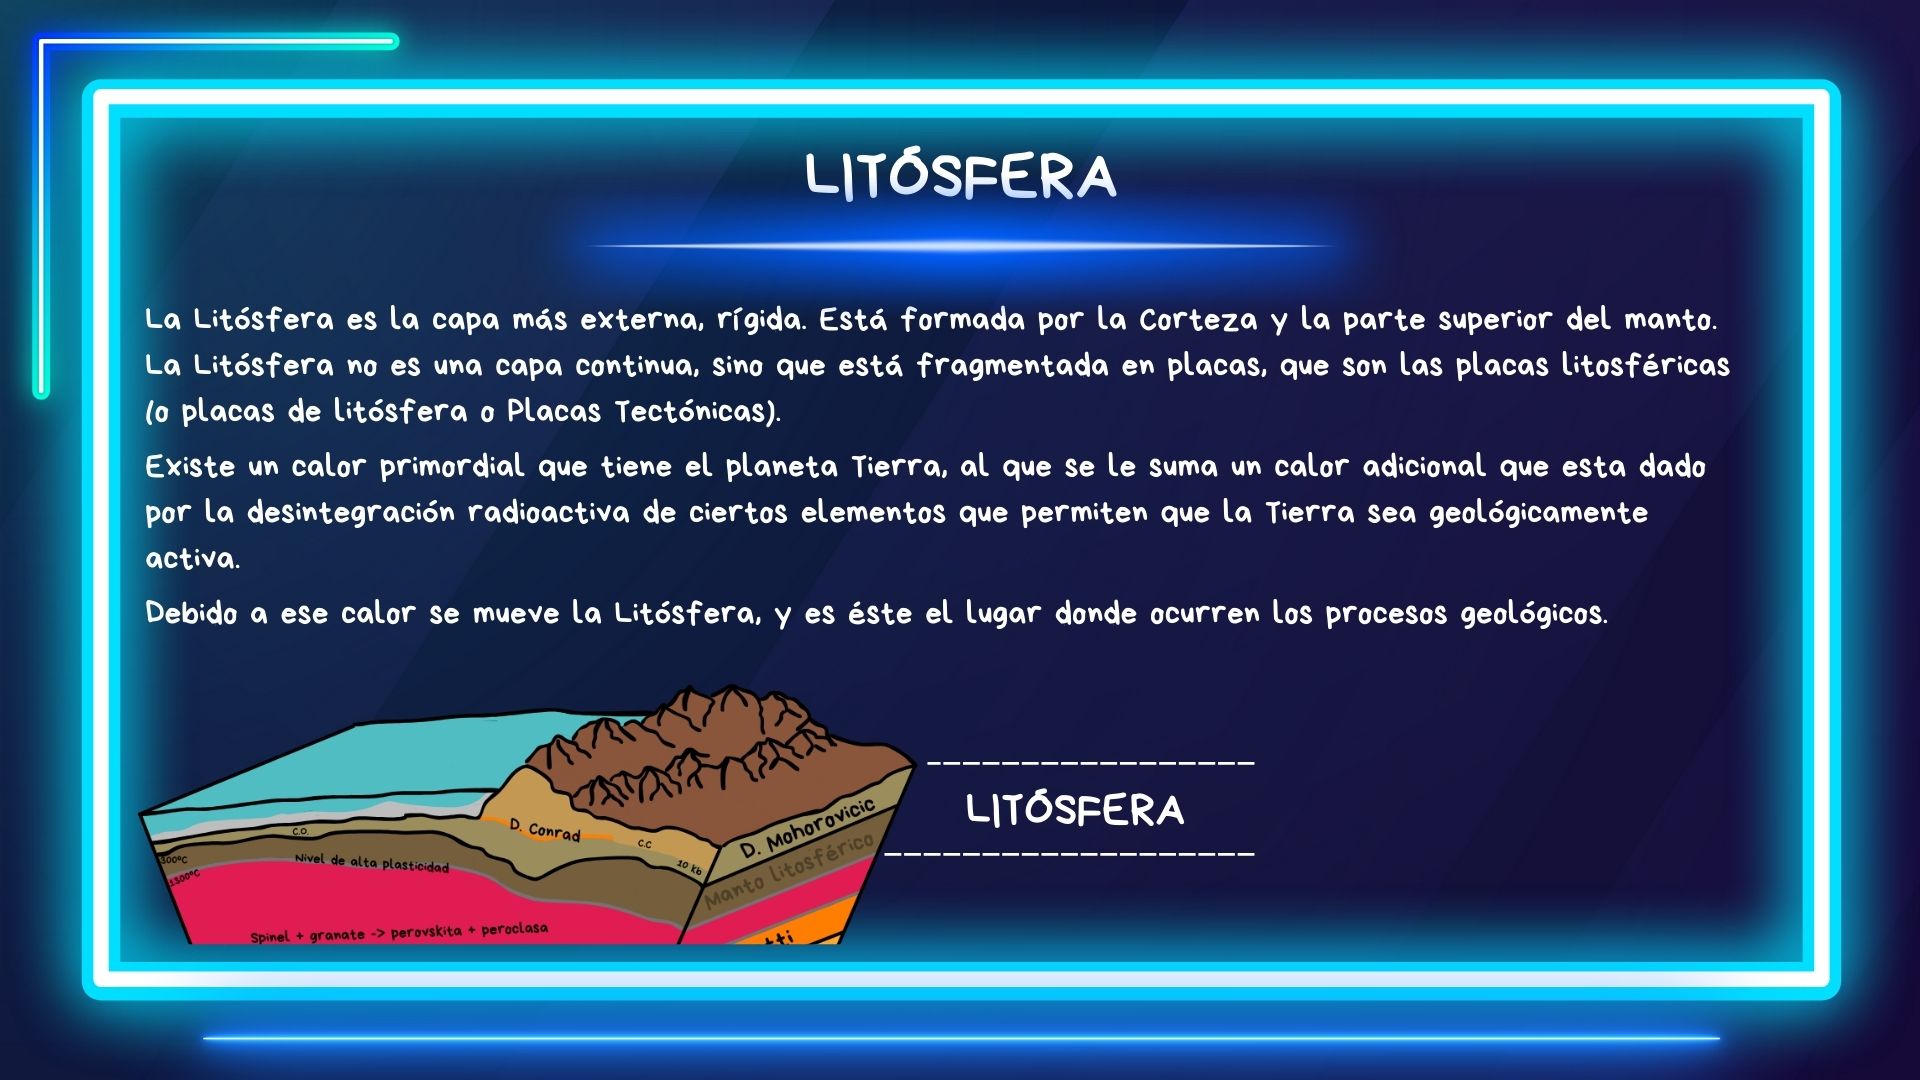 LITÓSFERA
La Litósfera es la capa más externa, rígida. Está formada por la Corteza y la parte superior del manto.
La Litósfera no es una capa continua, sino que está fragmentada en placas, que son las placas litosféricas
(o placas de litósfera o Placas Tectónicas).
Existe un calor primordial que tiene el planeta Tierra, al que se le suma un calor adicional que esta dado
por la desintegración radioactiva de ciertos elementos que permiten que la Tierra sea geológicamente
activa.
Debido a ese calor se mueve la Litósfera, y es éste el lugar donde ocurren los procesos geológicos.
LITÓSFERA
D. Mohorovicic
D. Conrad
C.O.
C.C
10 Kb
300°C
Nivel de alta plasticidad
1300°C
Manto litosférico
Spinel + granate -> perovskita + peroclasa